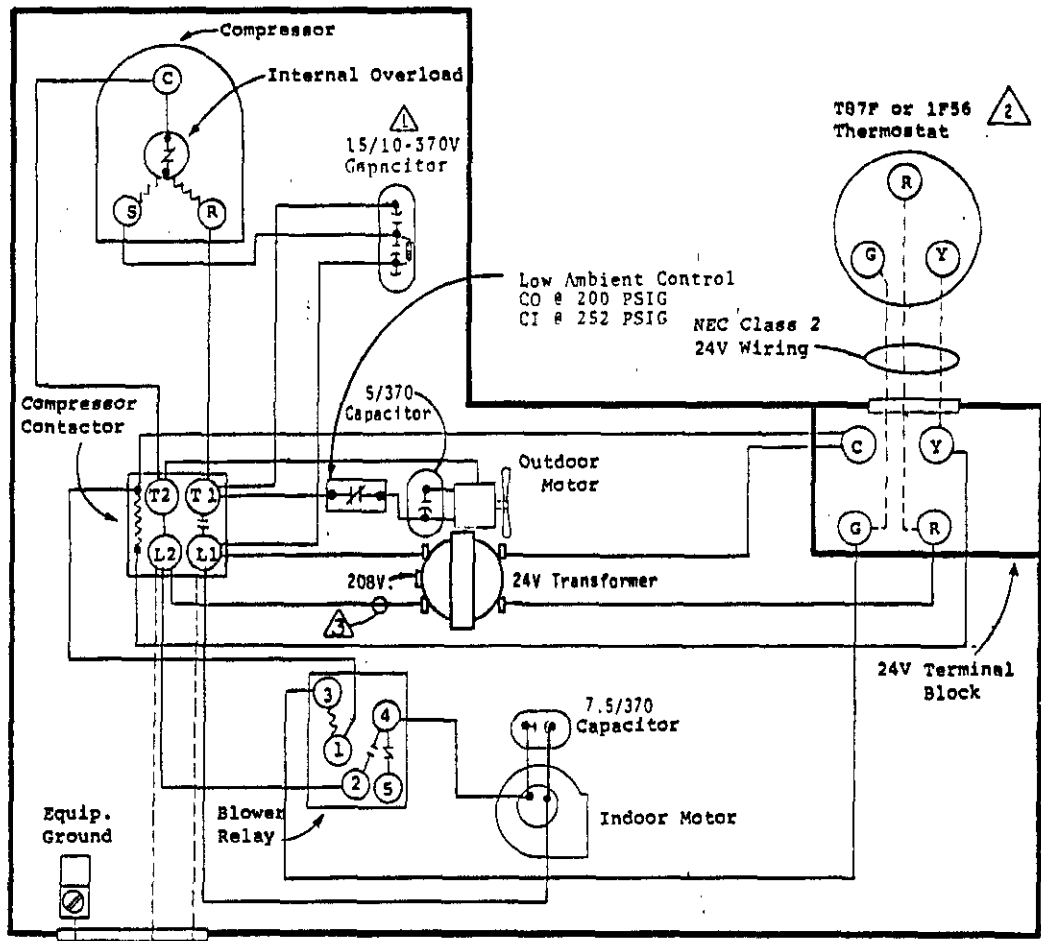 Compressor
C
Internal Overload
S
R
1
15/10-370V
Capacitor
T87F or 1F56
Thermostat
2
R
G
Y
Low Ambient Control
CO @ 200 PSIG
CI @ 252 PSIG
NEC Class 2
24V Wiring
5/370
Capacitor
Compressor
Contactor
T2
T1
L2
L1
Outdoor
Motor
C
Y
G
R
208V.
24V Transformer
3
24V Terminal
Block
3
1
4
2
5
7.5/370
Capacitor
Blower
Relay
Indoor Motor
Equip.
Ground